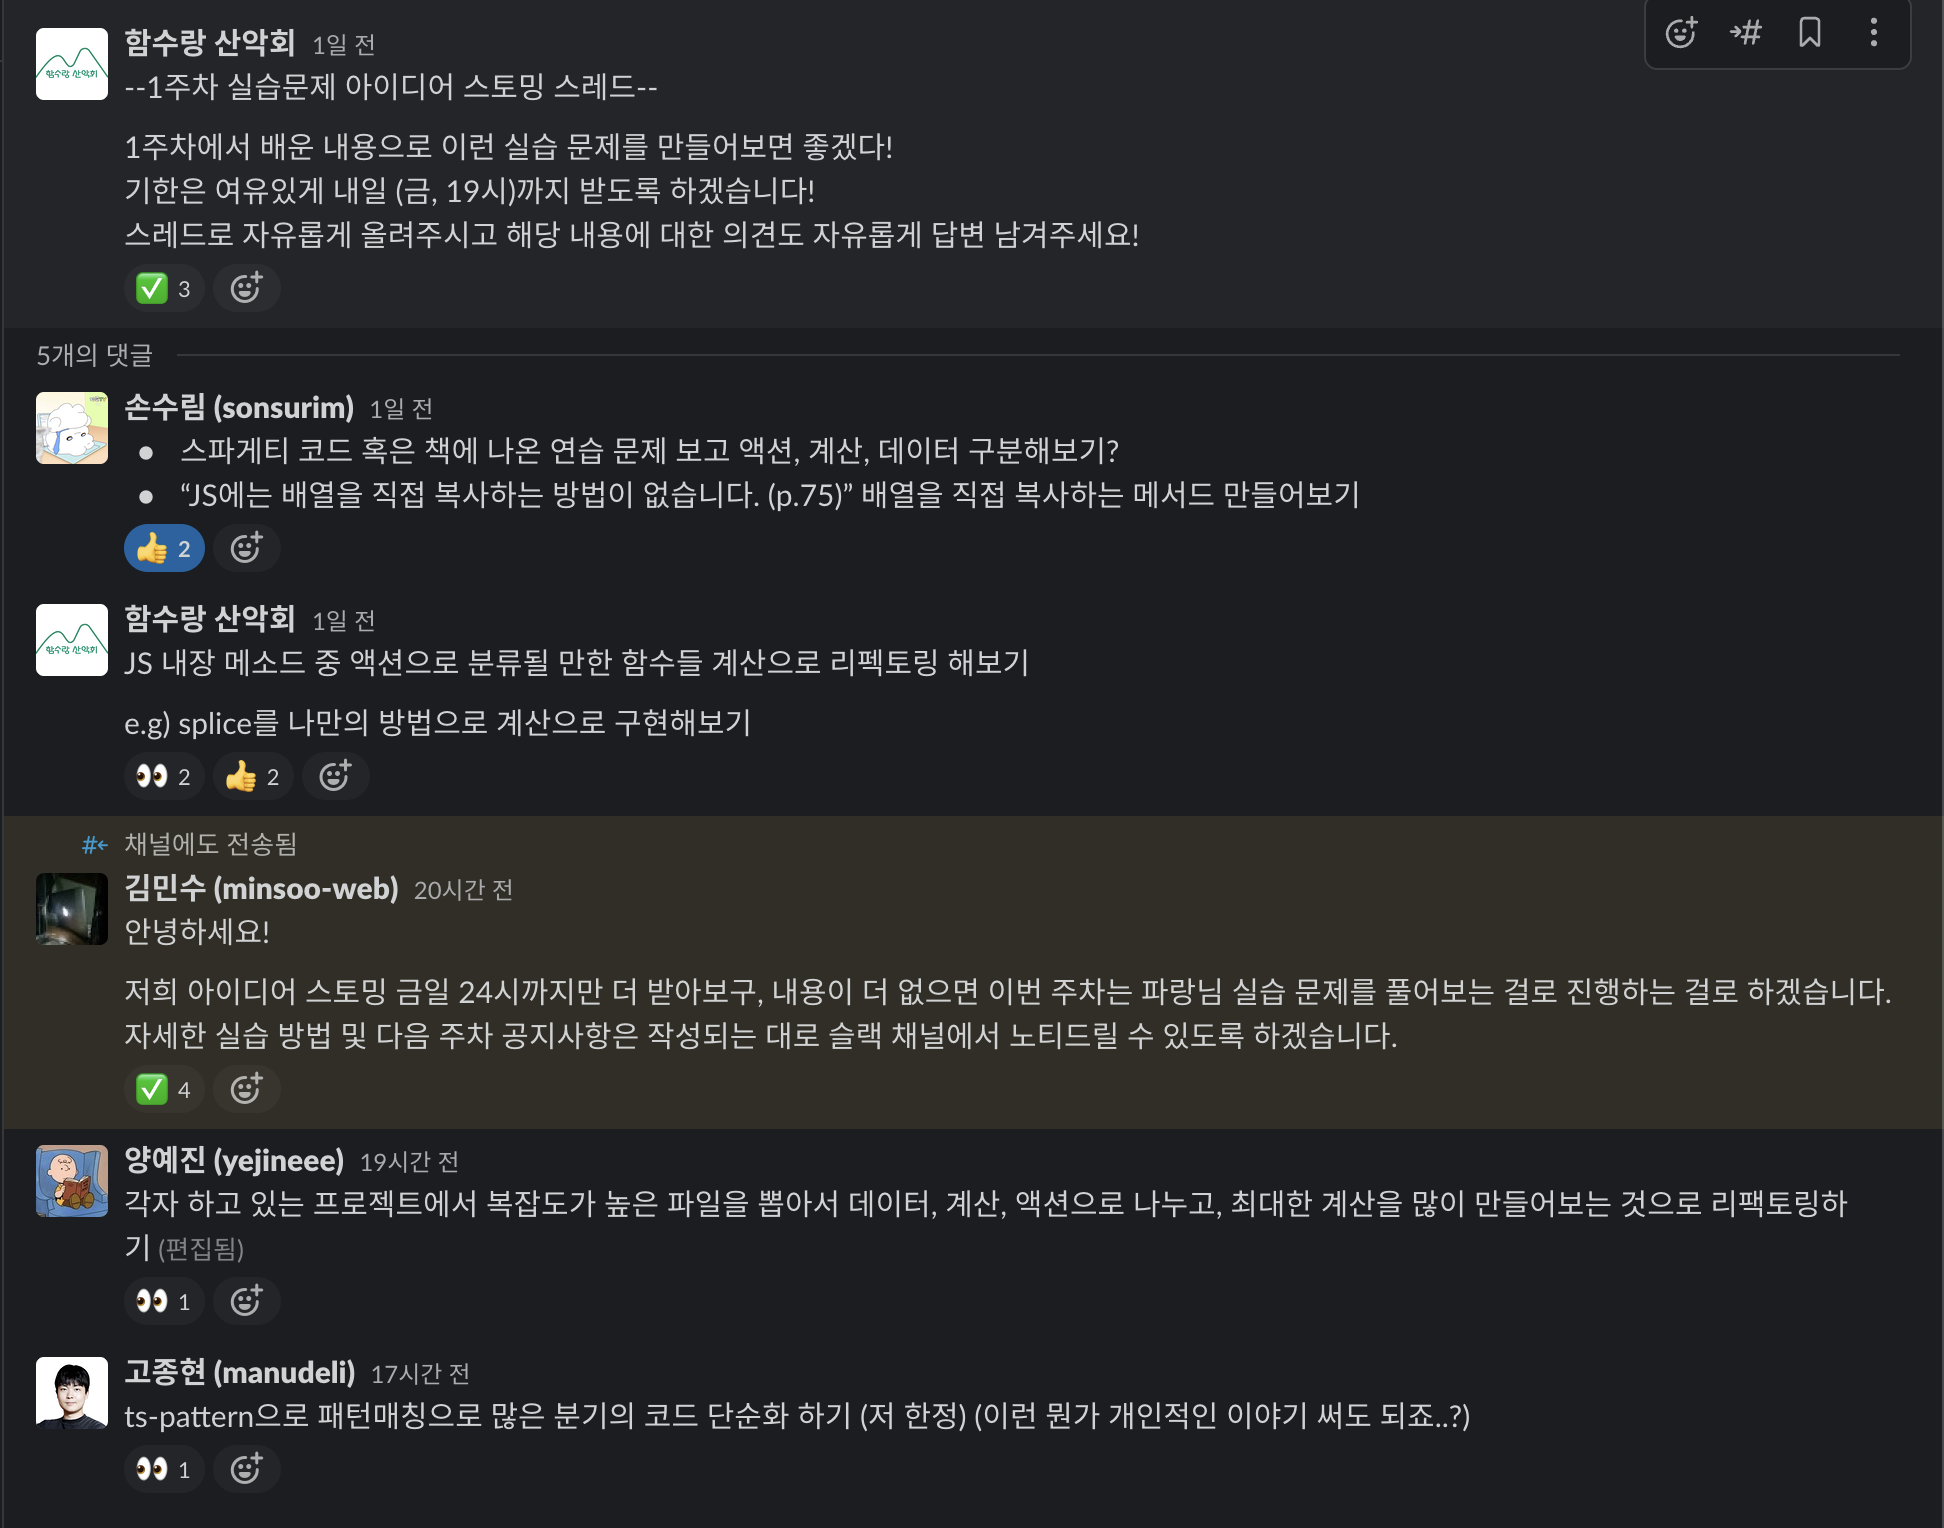 함수랑 산악회 1일 전
함수랑 산악회
--1주차 실습문제 아이디어 스토밍 스레드--
1주차에서 배운 내용으로 이런 실습 문제를 만들어보면 좋겠다!
기한은 여유있게 내일 (금, 19시)까지 받도록 하겠습니다!
스레드로 자유롭게 올려주시고 해당 내용에 대한 의견도 자유롭게 답변 남겨주세요!
3
5개의 댓글
손수림 (sonsurim) 1일 전
● 스파게티 코드 혹은 책에 나온 연습 문제 보고 액션, 계산, 데이터 구분해보기?
● “JS에는 배열을 직접 복사하는 방법이 없습니다. (p.75)” 배열을 직접 복사하는 메서드 만들어보기
2
함수랑 산악회 1일 전
함수랑 산악회
JS 내장 메소드 중 액션으로 분류될 만한 함수들 계산으로 리펙토링 해보기
e.g) splice를 나만의 방법으로 계산으로 구현해보기
2 2
채널에도 전송됨
김민수 (minsoo-web) 20시간 전
안녕하세요!
저희 아이디어 스토밍 금일 24시까지만 더 받아보구, 내용이 더 없으면 이번 주차는 파랑님 실습 문제를 풀어보는 걸로 진행하는 걸로 하겠습니다.
자세한 실습 방법 및 다음 주차 공지사항은 작성되는 대로 슬랙 채널에서 노티드릴 수 있도록 하겠습니다.
4
양예진 (yejineee) 19시간 전
각자 하고 있는 프로젝트에서 복잡도가 높은 파일을 뽑아서 데이터, 계산, 액션으로 나누고, 최대한 계산을 많이 만들어보는 것으로 리팩토링하
기 (편집됨)
1
고종현 (manudeli) 17시간 전
ts-pattern으로 패턴매칭으로 많은 분기의 코드 단순화 하기 (저 한정) (이런 뭔가 개인적인 이야기 써도 되죠..?)
1